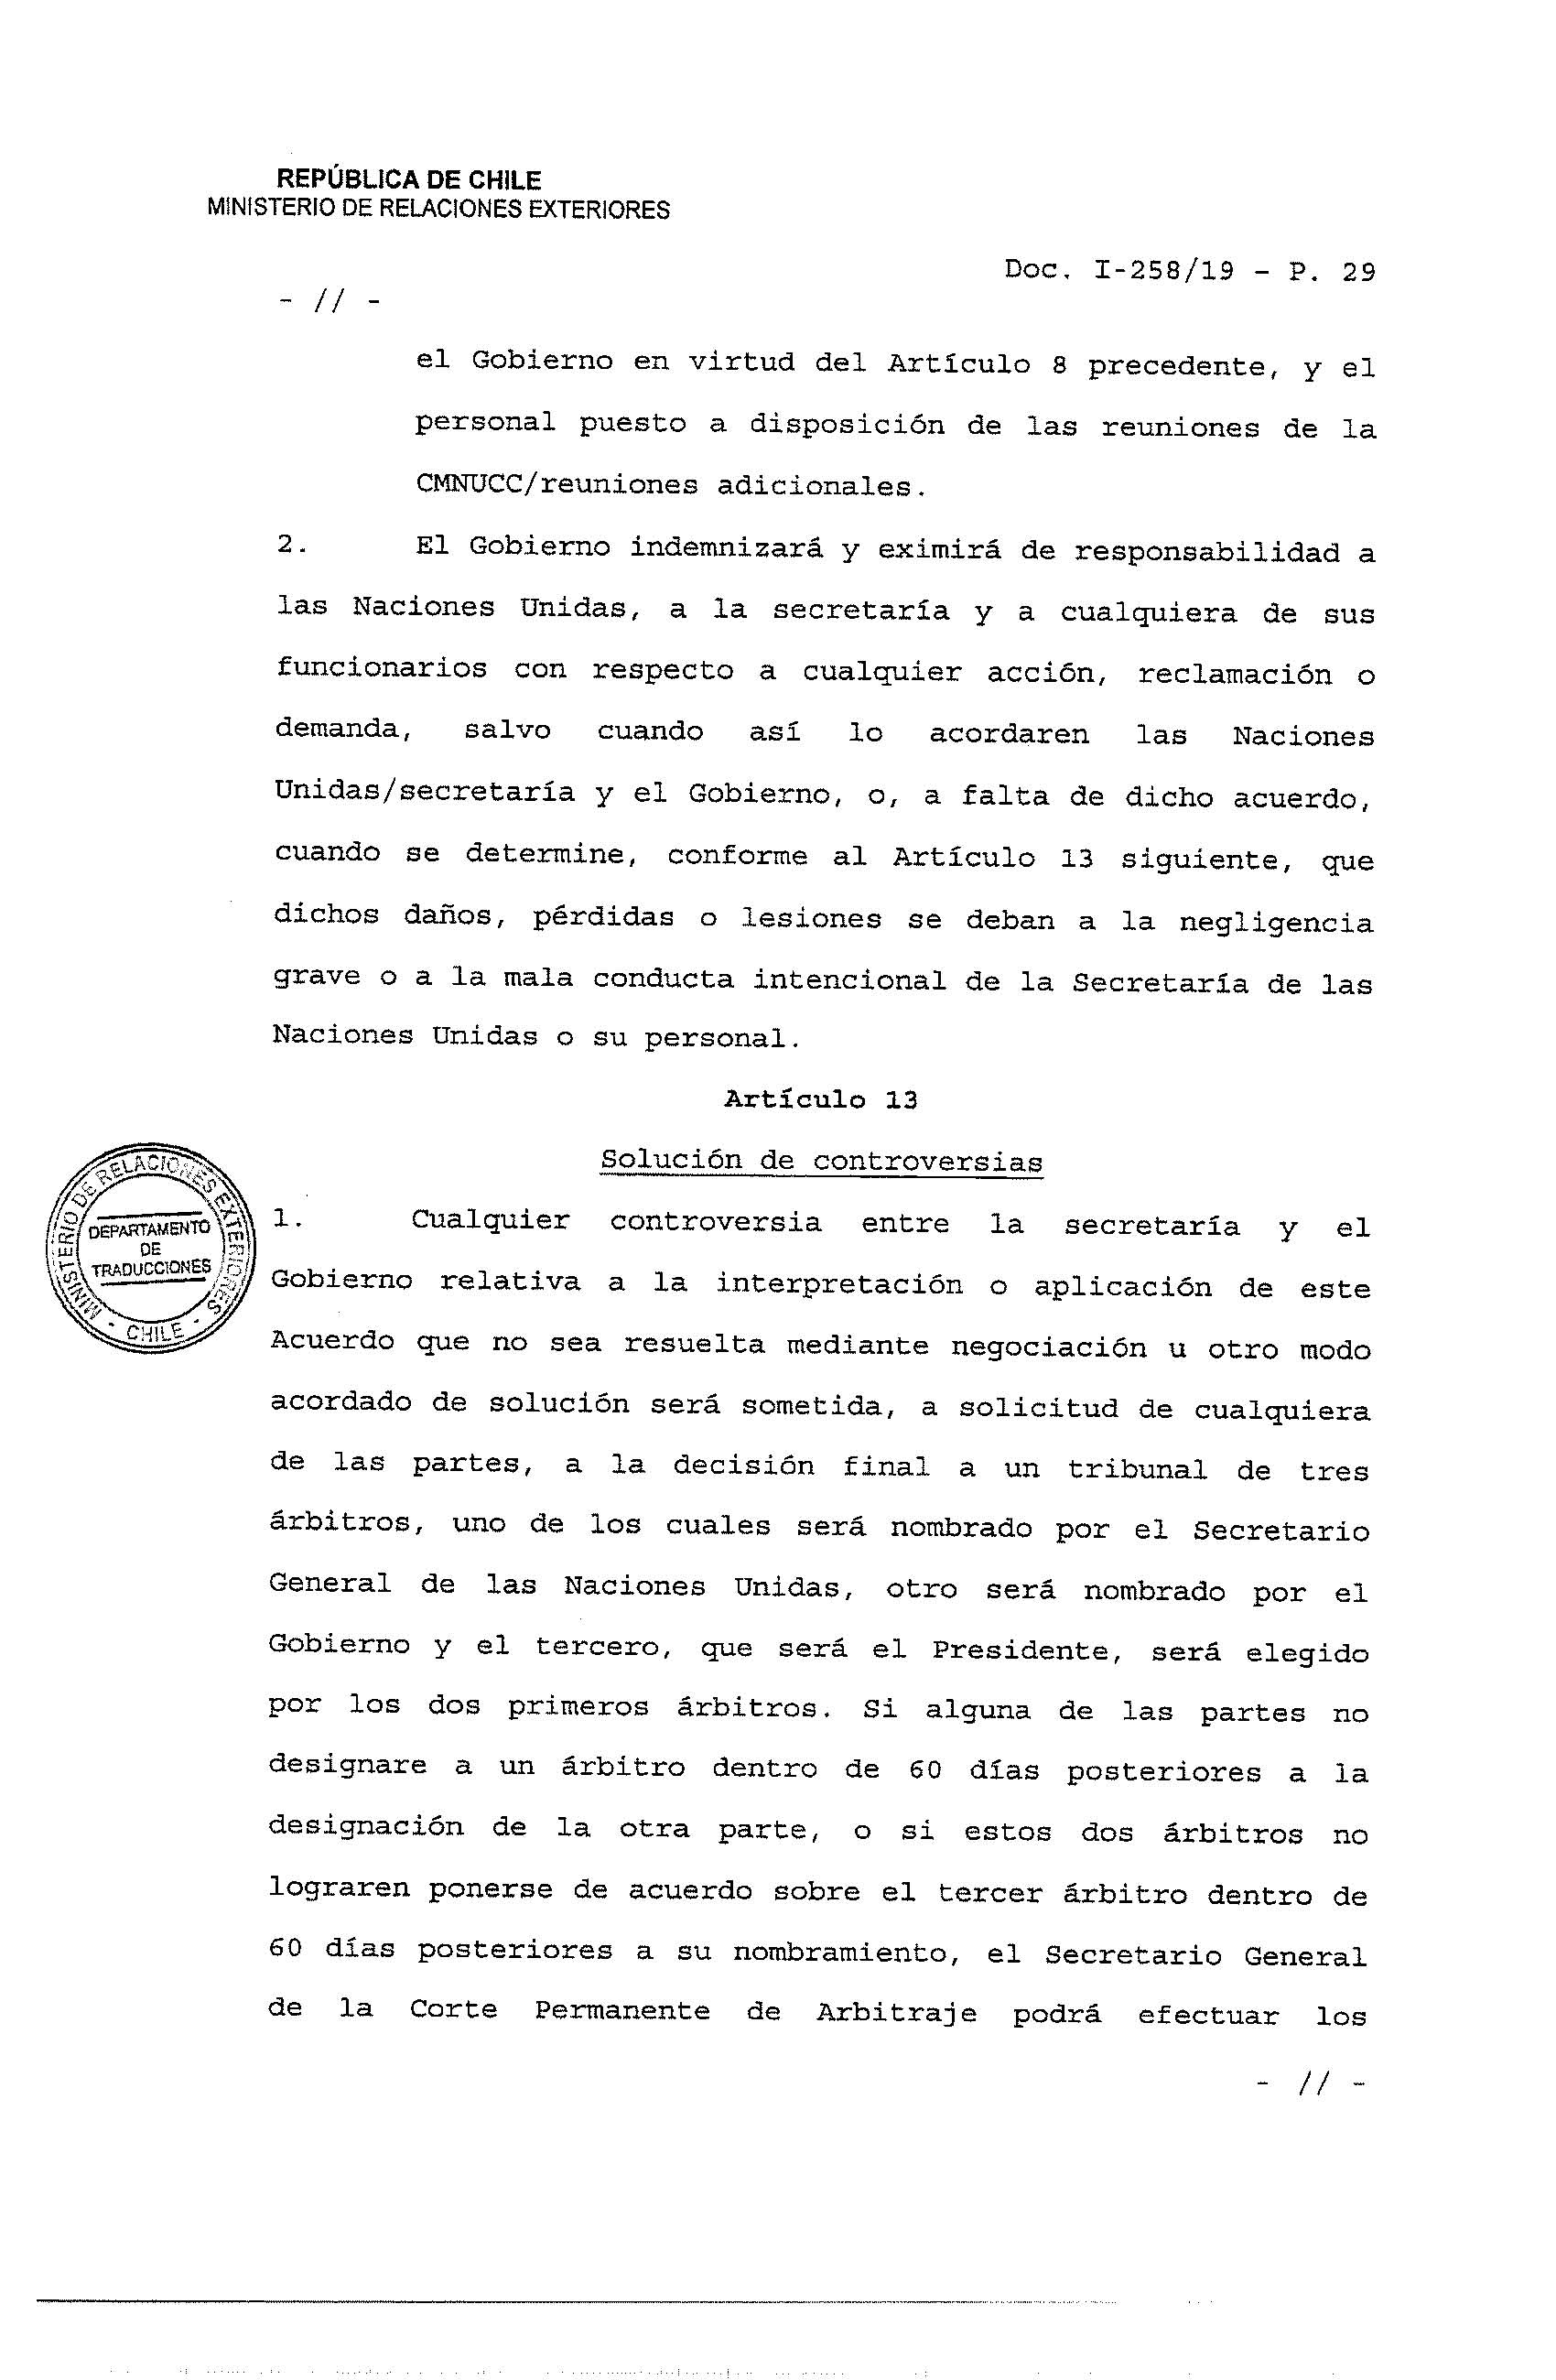 REPÚBLICA DE CHILE
MINISTERIO DE RELACIONES EXTERIORES
Doc. I-258/19 - P. 29
- // -
el Gobierno en virtud del Artículo 8 precedente, y el
personal puesto a disposición de las reuniones de la
CMNUCC/reuniones adicionales.
2. El Gobierno indemnizará y eximirá de responsabilidad a
las Naciones Unidas, a la secretaría y a cualquiera de sus
funcionarios con respecto a cualquier acción, reclamación o
demanda, salvo cuando así lo acordaren las Naciones
Unidas/secretaría y el Gobierno, o, a falta de dicho acuerdo,
cuando se determine, conforme al Artículo 13 siguiente, que
dichos daños, pérdidas o lesiones se deban a la negligencia
grave o a la mala conducta intencional de la Secretaría de las
Naciones Unidas o su personal.
Artículo 13
Solución de controversias
MINISTERIO DE RELACIONES EXTERIORES
DEPARTAMENTO
DE
TRADUCCIONES
- CHILE -
1. Cualquier controversia entre la secretaría y el
Gobierno relativa a la interpretación o aplicación de este
Acuerdo que no sea resuelta mediante negociación u otro modo
acordado de solución será sometida, a solicitud de cualquiera
de las partes, a la decisión final a un tribunal de tres
árbitros, uno de los cuales será nombrado por el Secretario
General de las Naciones Unidas, otro será nombrado por el
Gobierno y el tercero, que será el Presidente, será elegido
por los dos primeros árbitros. Si alguna de las partes no
designare a un árbitro dentro de 60 días posteriores a la
designación de la otra parte, o si estos dos árbitros no
lograren ponerse de acuerdo sobre el tercer árbitro dentro de
60 días posteriores a su nombramiento, el Secretario General
de la Corte Permanente de Arbitraje podrá efectuar los
- // -